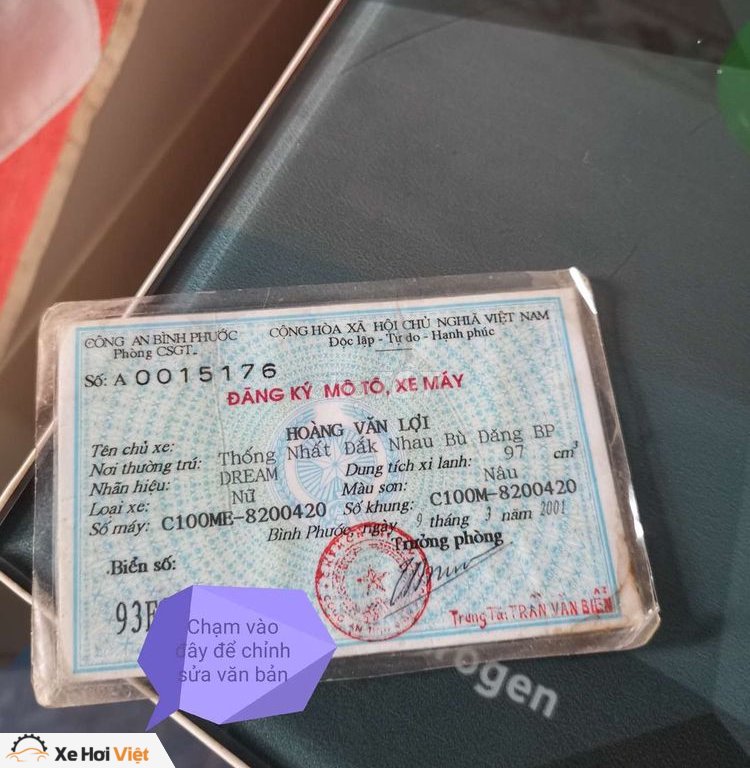 CÔNG AN BÌNH PHƯỚC
Phòng CSGT.
CỘNG HÒA XÃ HỘI CHỦ NGHĨA VIỆT NAM
Độc lập - Tự do - Hạnh phúc
Số: A 0015176
ĐĂNG KÝ MÔ TÔ, XE MÁY
Tên chủ xe: HOÀNG VĂN LỢI
Nơi thường trú: Thống Nhất Đắk Nhau Bù Đăng BP
Nhãn hiệu: DREAM Dung tích xi lanh: 97 cm³
Loại xe: Nữ Màu sơn: Nâu
Số máy: C100ME-8200420 Số khung: C100M-8200420
Bình Phước, ngày 9 tháng 3 năm 2001
Trưởng phòng
Biển số:
93F
Trung Tá: TRẦN VĂN BIỂN
Chạm vào
đây để chỉnh
sửa văn bản
ogen
Xe Hơi Việt